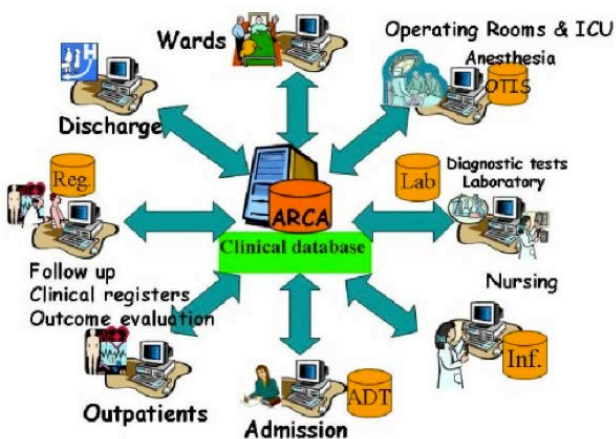 Wards
Operating Rooms & ICU
Anesthesia
OTIS
H
Discharge
Reg.
Lab
Diagnostic tests
Laboratory
ARCA
Clinical database
Follow up
Clinical registers
Outcome evaluation
Nursing
Inf.
Outpatients
Admission
ADT